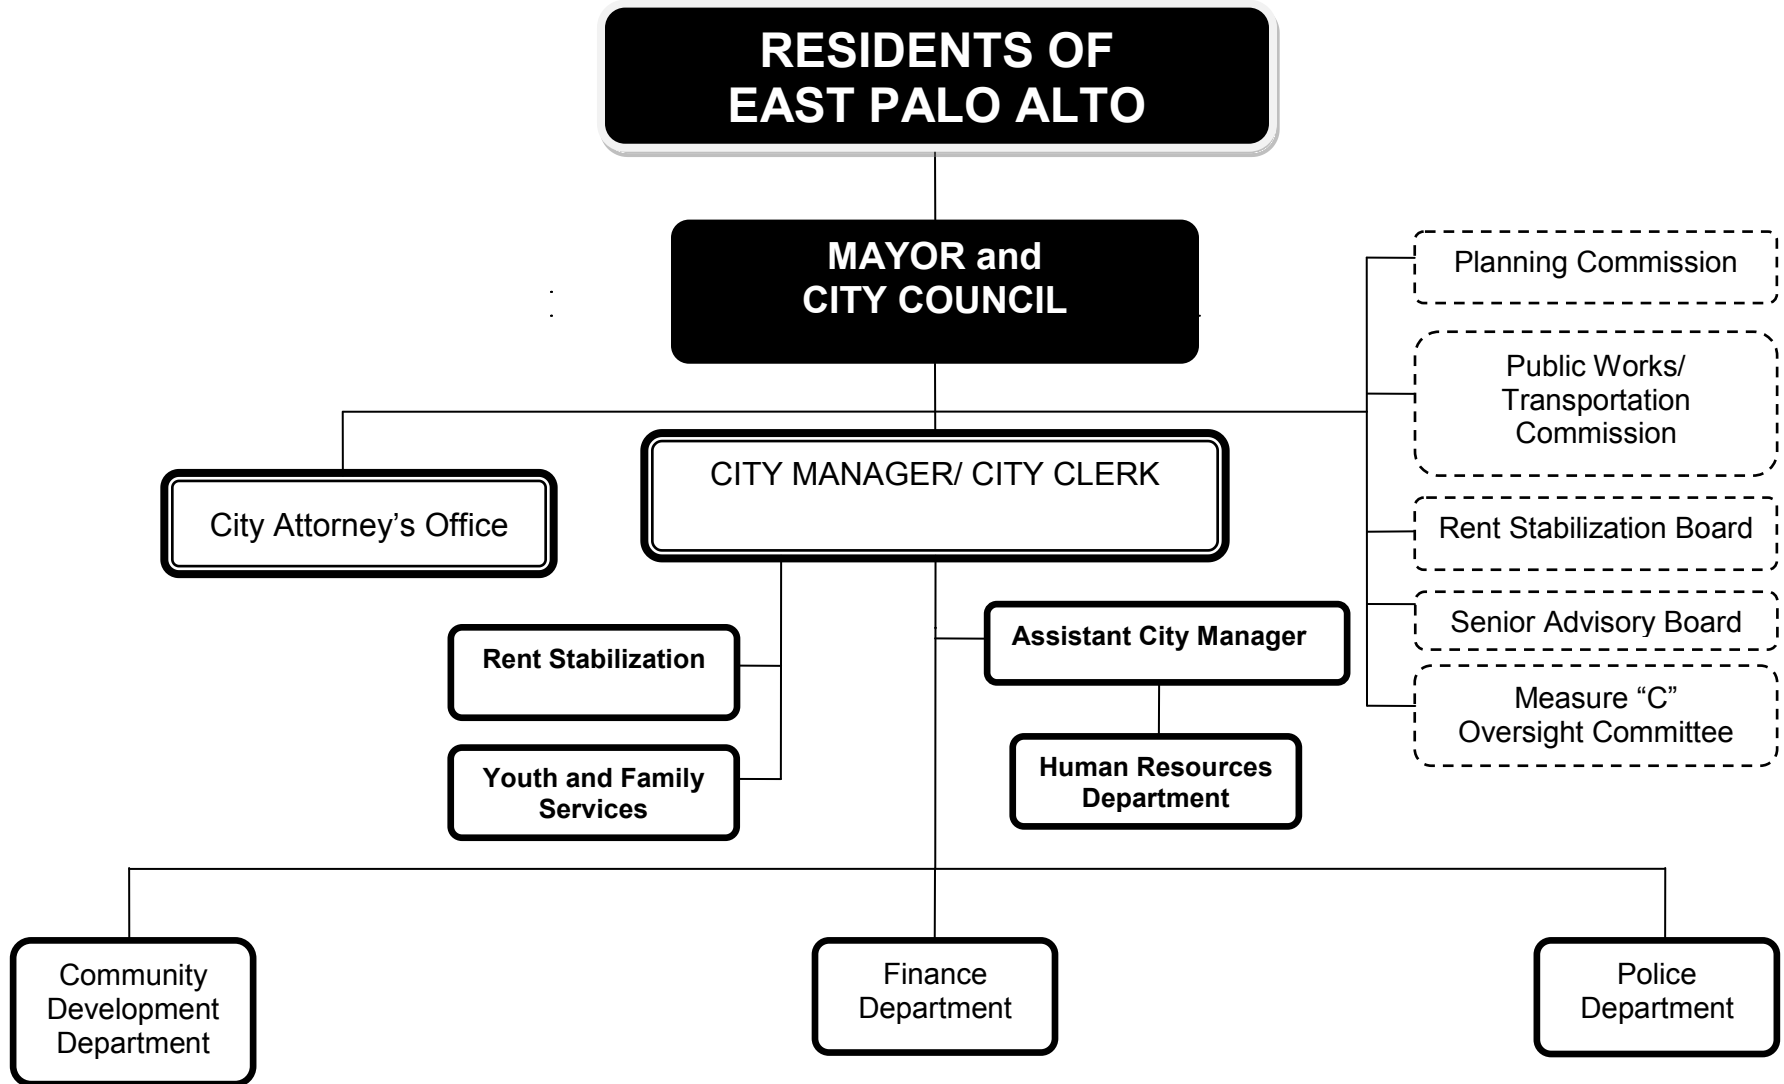 RESIDENTS OF
EAST PALO ALTO
MAYOR and
CITY COUNCIL
Planning Commission
Public Works/
Transportation
Commission
CITY MANAGER/ CITY CLERK
City Attorney’s Office
Rent Stabilization Board
Senior Advisory Board
Assistant City Manager
Rent Stabilization
Measure “C”
Oversight Committee
Youth and Family
Services
Human Resources
Department
Community
Development
Department
Finance
Department
Police
Department